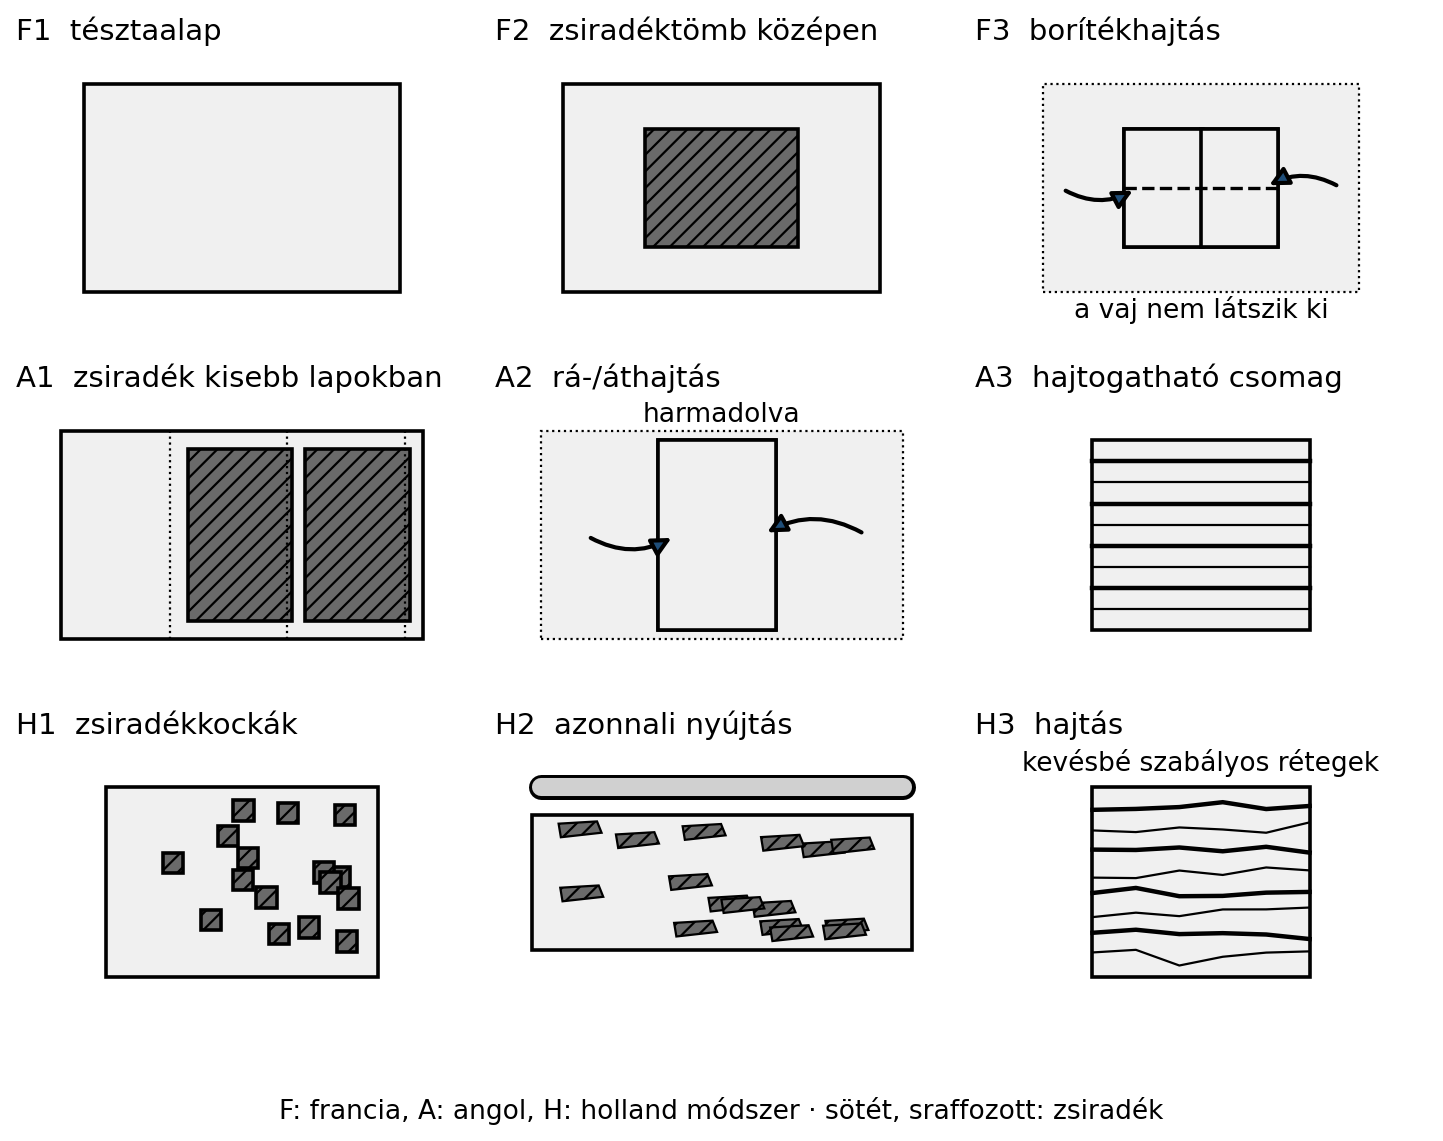 F1  tésztaalap
F2  zsiradéktömb középen
F3  borítékhajtás
a vaj nem látszik ki
A1  zsiradék kisebb lapokban
A2  rá-/áthajtás
harmadolva
A3  hajtogatható csomag
H1  zsiradékkockák
H2  azonnali nyújtás
H3  hajtás
kevésbé szabályos rétegek
F: francia, A: angol, H: holland módszer · sötét, sraffozott: zsiradék